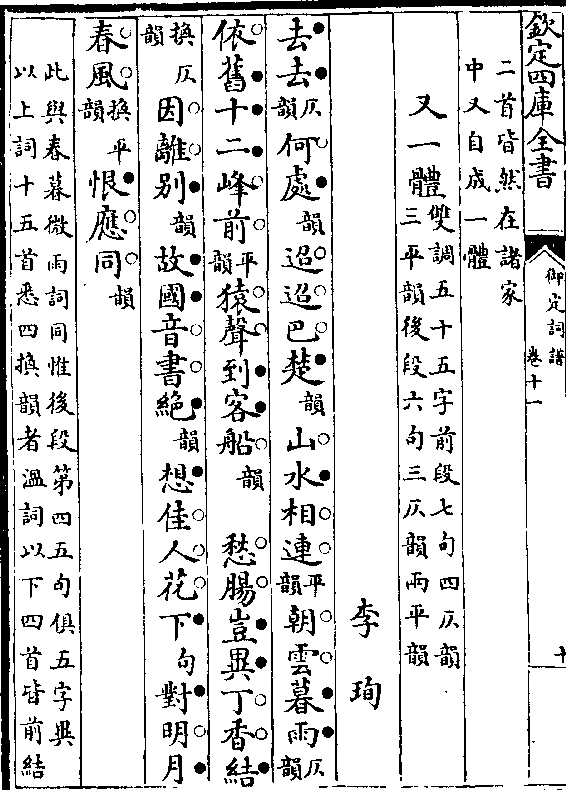 欽定四庫全書
御定詞譜
卷十一
十
二首皆然在諸家
中又自成一體
又一體
雙調五十五字前段七句四仄韻
三平韻後段六句三仄韻兩平韻
李珣
去去仄韻何處韻迢迢巴楚韻山水相連平韻朝雲暮雨仄韻
依舊十二峰前平韻猿聲到客船韻 愁腸豈異丁香結
換仄韻因離别韻故國音書絶韻想佳人花下句對明月
春風換平韻恨應同韻
此與春暮微雨詞同惟後段第四五句俱五字異
以上詞十五首悉四換韻者溫詞以下四首皆前結